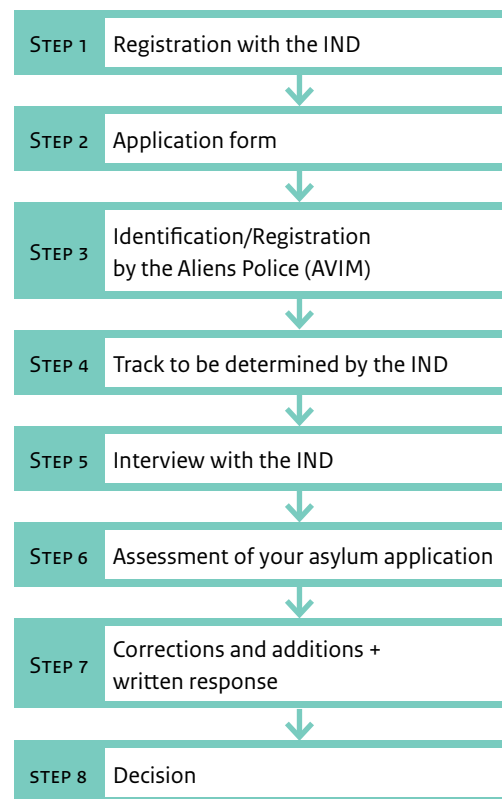 STEP 1 Registration with the IND
STEP 2 Application form
STEP 3 Identification/Registration
by the Aliens Police (AVIM)
STEP 4 Track to be determined by the IND
STEP 5 Interview with the IND
STEP 6 Assessment of your asylum application
STEP 7 Corrections and additions +
written response
STEP 8 Decision